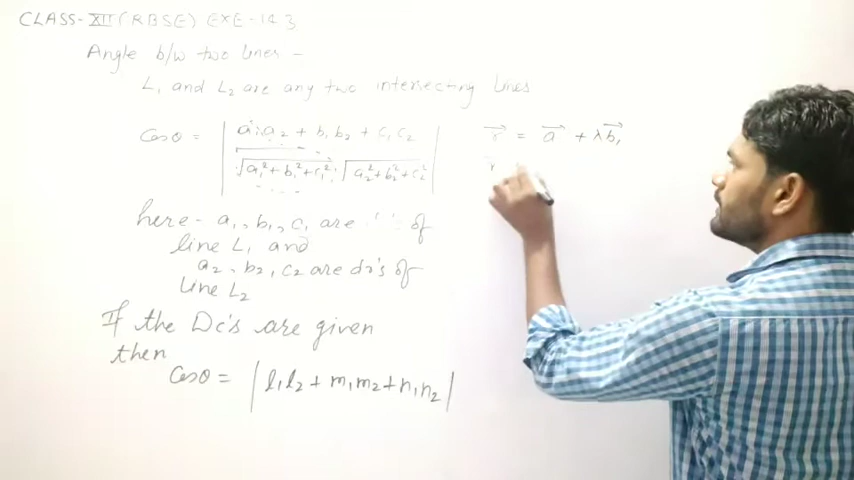 CLASS-XII (RBSE) EXE-14.3
Angle b/w two lines -
L₁ and L₂ are any two intersecting lines
Cosθ = | a₁a₂ + b₁b₂ + c₁c₂ / √a₁²+b₁²+c₁² · √a₂²+b₂²+c₂² |
here- a₁, b₁, c₁ are of
line L₁ and
a₂, b₂, c₂ are dr's of
line L₂
If the Dc's are given
then
Cosθ = | l₁l₂ + m₁m₂ + n₁n₂ |
r⃗ = a⃗ + λb⃗₁
r